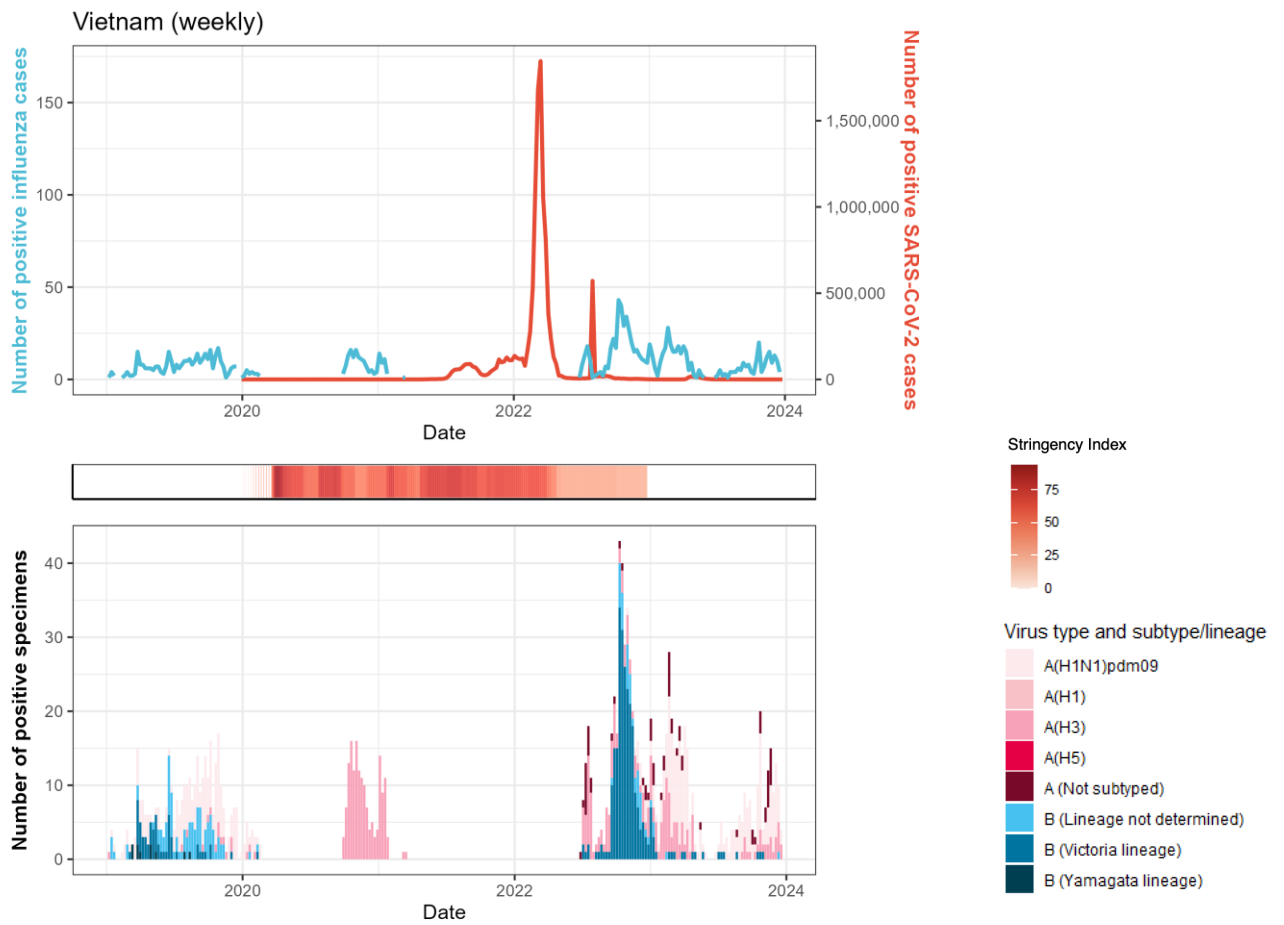 Vietnam (weekly)
Number of positive influenza cases
150
100
50
0
1,500,000
1,000,000
500,000
0
Number of positive SARS-CoV-2 cases
2020
2022
2024
Date
Stringency Index
75
50
25
0
Number of positive specimens
40
30
20
10
0
2020
2022
2024
Date
Virus type and subtype/lineage
A(H1N1)pdm09
A(H1)
A(H3)
A(H5)
A (Not subtyped)
B (Lineage not determined)
B (Victoria lineage)
B (Yamagata lineage)